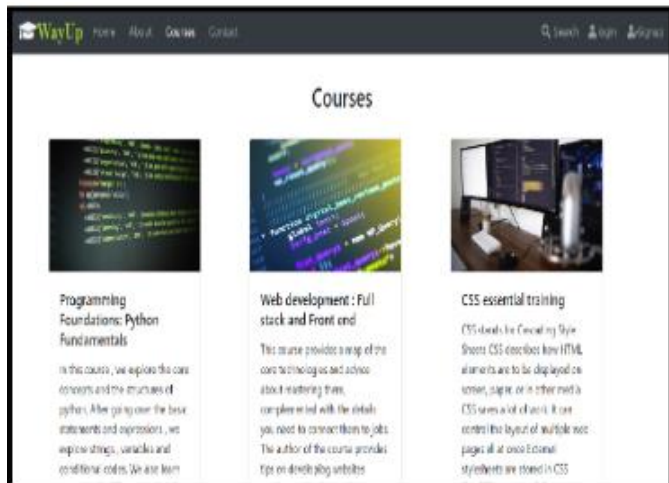 WayUp Home About Courses Contact Search Login Signup
Courses
Programming
Foundations: Python
Fundamentals
In this course , we explore the core
concepts and the structures of
python. After going over the basic
statements and expressions , we
explore strings , variables and
conditional codes. We also learn
Web development : Full
stack and Front end
This course provides a map of the
core technologies and advice
about mastering them,
complemented with the details
you need to connect them to jobs.
The author of the course provides
tips on developing websites
CSS essential training
CSS stands for Cascading Style
Sheets CSS describes how HTML
elements are to be displayed on
screen, paper, or in other media
CSS saves a lot of work. It can
control the layout of multiple web
pages all at once External
stylesheets are stored in CSS